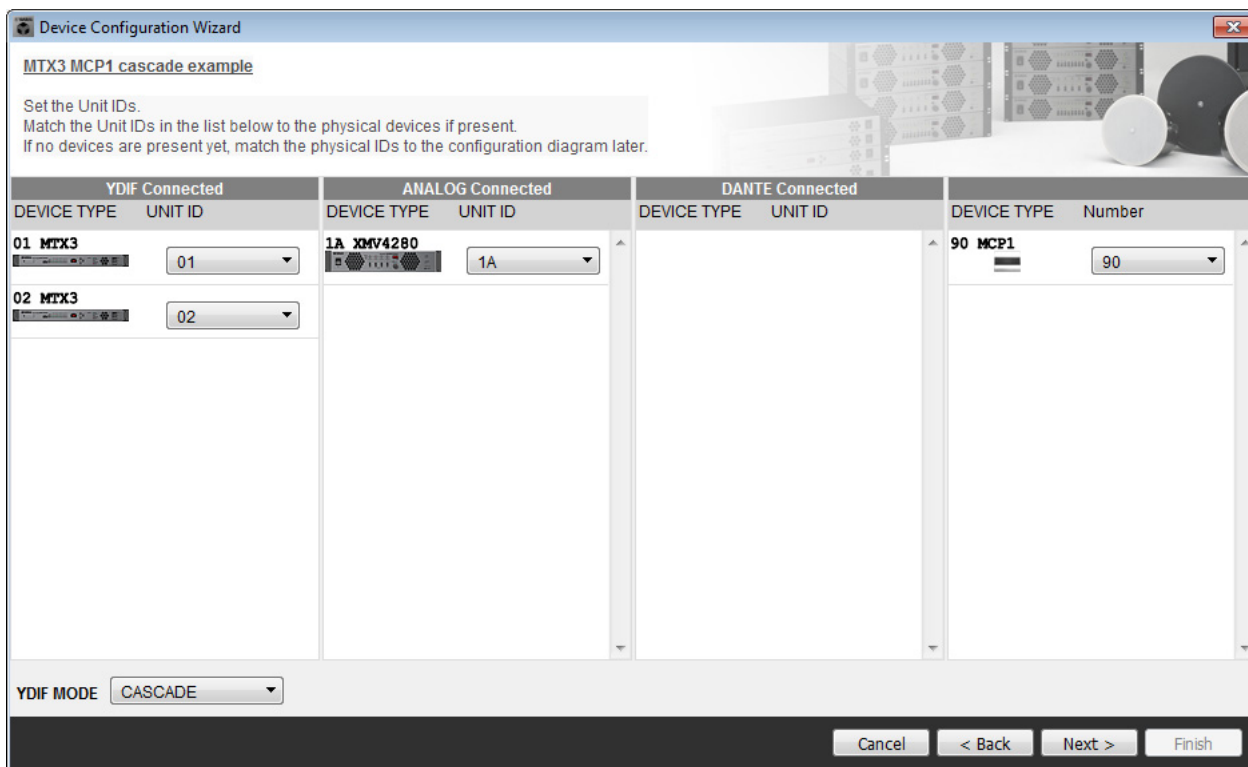 Device Configuration Wizard
MTX3 MCP1 cascade example
Set the Unit IDs.
Match the Unit IDs in the list below to the physical devices if present.
If no devices are present yet, match the physical IDs to the configuration diagram later.
YDIF Connected
DEVICE TYPE UNIT ID
01 MTX3
01
02 MTX3
02
ANALOG Connected
DEVICE TYPE UNIT ID
1A XMV4280
1A
DANTE Connected
DEVICE TYPE UNIT ID
DEVICE TYPE Number
90 MCP1
90
YDIF MODE CASCADE
Cancel < Back Next > Finish